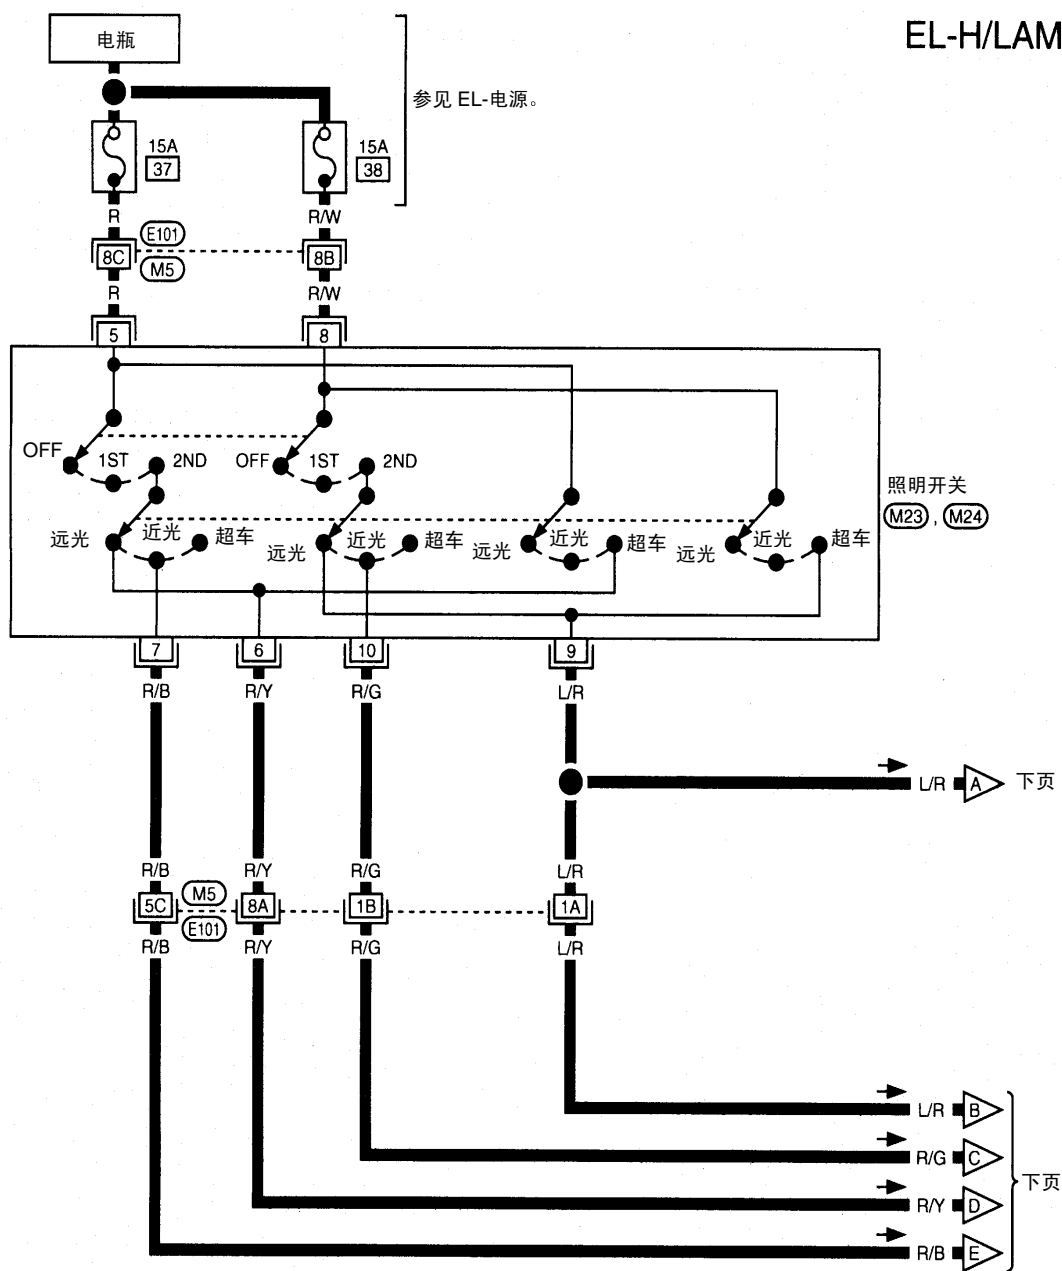 EL-H/LAM
电瓶
参见 EL-电源。
15A
37
15A
38
R
R/W
E101
8C
8B
M5
R
R/W
5
8
OFF
1ST
2ND
OFF
1ST
2ND
照明开关
M23 , M24
远光
近光
超车
远光
近光
超车
远光
近光
超车
远光
近光
超车
7
6
10
9
R/B
R/Y
R/G
L/R
L/R
A
下页
R/B
R/Y
R/G
L/R
5C
M5
8A
1B
1A
E101
R/B
R/Y
R/G
L/R
L/R
B
R/G
C
下页
R/Y
D
R/B
E